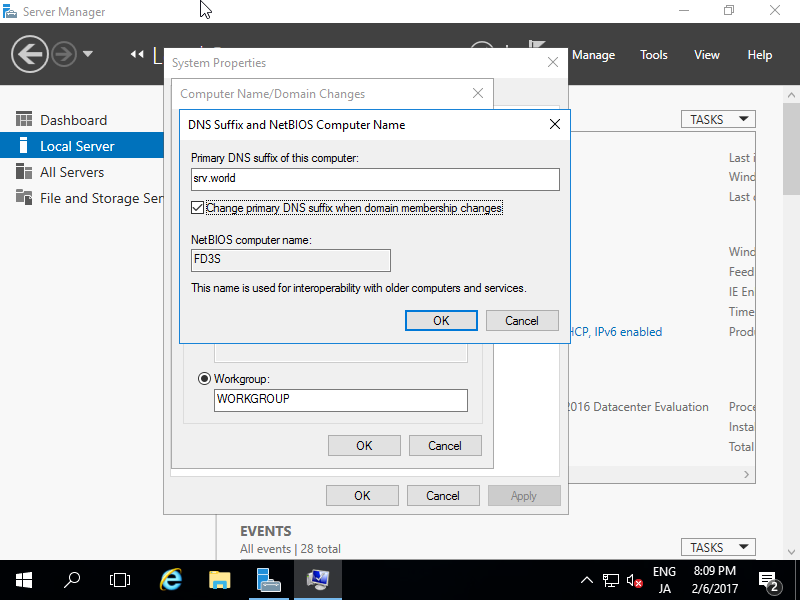 Server Manager
Manage Tools View Help
System Properties
Computer Name/Domain Changes
DNS Suffix and NetBIOS Computer Name
Primary DNS suffix of this computer:
srv.world
Change primary DNS suffix when domain membership changes
NetBIOS computer name:
FD3S
This name is used for interoperability with older computers and services.
OK Cancel
Workgroup:
WORKGROUP
OK Cancel
OK Cancel Apply
Dashboard
Local Server
All Servers
File and Storage Ser
TASKS
Last
Wind
Last
Wind
Feed
IE En
Time
HCP, IPv6 enabled Prod
2016 Datacenter Evaluation Proce
Insta
Total
EVENTS
All events | 28 total
TASKS
ENG
JA
8:09 PM
2/6/2017
2